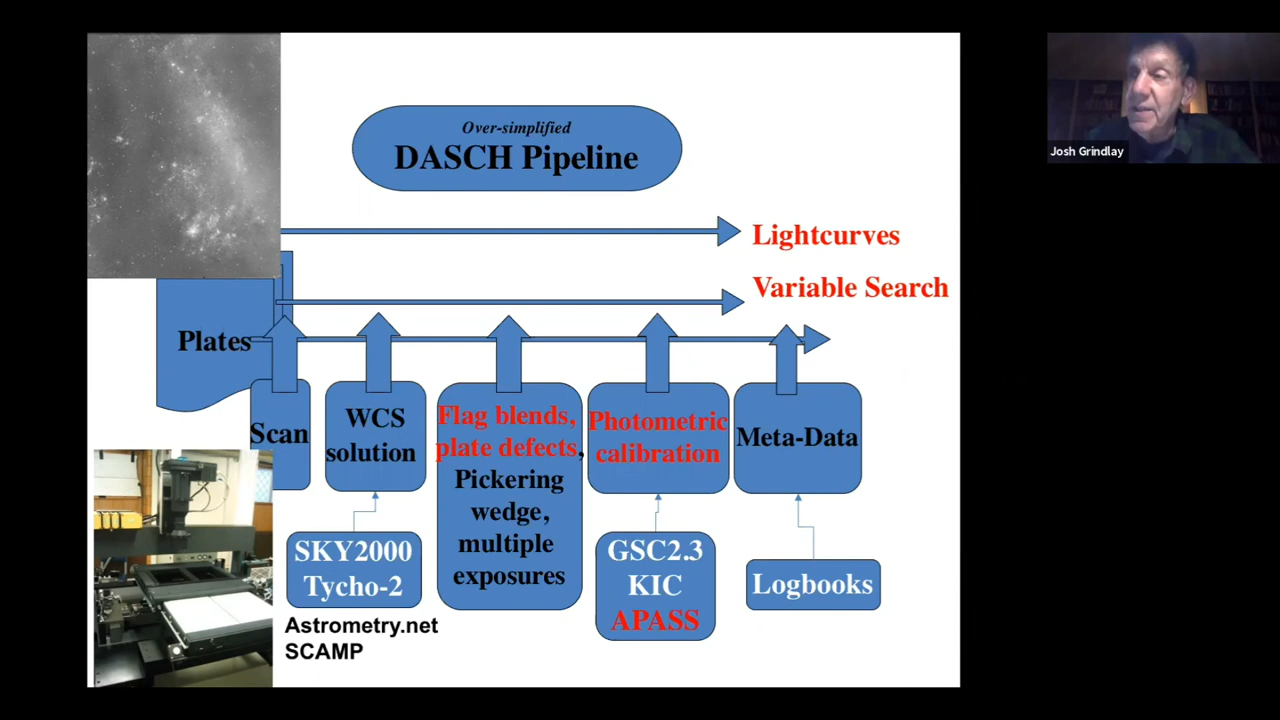 Over-simplified
DASCH Pipeline
Lightcurves
Variable Search
Plates
Scan
WCS
solution
Flag blends,
plate defects,
Pickering
wedge,
multiple
exposures
Photometric
calibration
Meta-Data
SKY2000
Tycho-2
GSC2.3
KIC
APASS
Logbooks
Astrometry.net
SCAMP
Josh Grindlay